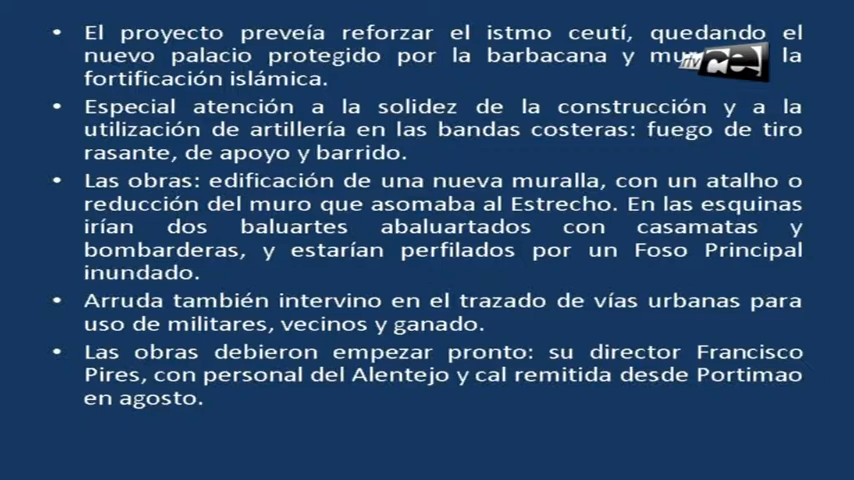 • El proyecto preveía reforzar el istmo ceutí, quedando el
nuevo palacio protegido por la barbacana y la
fortificación islámica.
• Especial atención a la solidez de la construcción y a la
utilización de artillería en las bandas costeras: fuego de tiro
rasante, de apoyo y barrido.
• Las obras: edificación de una nueva muralla, con un atalho o
reducción del muro que asomaba al Estrecho. En las esquinas
irían dos baluartes abaluartados con casamatas y
bombarderas, y estarían perfilados por un Foso Principal
inundado.
• Arruda también intervino en el trazado de vías urbanas para
uso de militares, vecinos y ganado.
• Las obras debieron empezar pronto: su director Francisco
Pires, con personal del Alentejo y cal remitida desde Portimao
en agosto.
rtvce